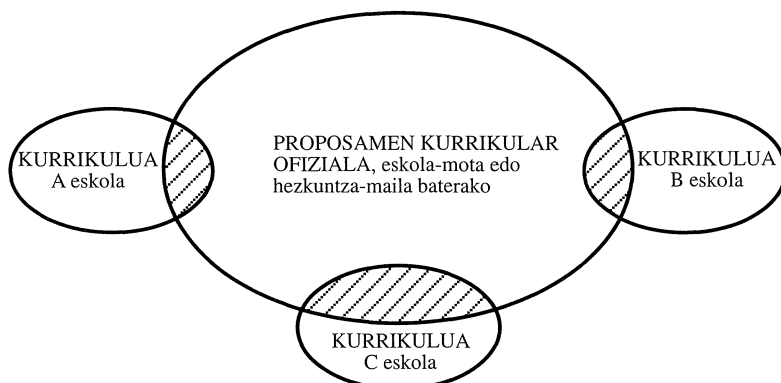 PROPOSAMEN KURRIKULAR
OFIZIALA, eskola-mota edo
hezkuntza-maila baterako
KURRIKULUA
A eskola
KURRIKULUA
B eskola
KURRIKULUA
C eskola